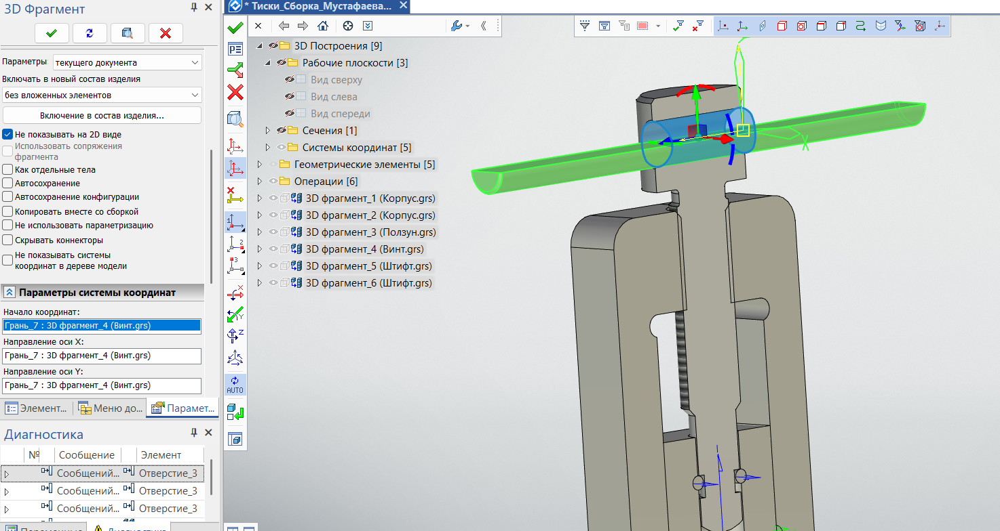 3D Фрагмент
Параметры:
текущего документа
Включать в новый состав изделия
без вложенных элементов
Включение в состав изделия...
Не показывать на 2D виде
Использовать сопряжения
фрагмента
Как отдельные тела
Автосохранение
Автосохранение конфигурации
Копировать вместе со сборкой
Не использовать параметризацию
Скрывать коннекторы
Не показывать системы
координат в дереве модели
Параметры системы координат
Начало координат:
Грань_7 : 3D фрагмент_4 (Винт.grs)
Направление оси X:
Грань_7 : 3D фрагмент_4 (Винт.grs)
Направление оси Y:
Грань_7 : 3D фрагмент_4 (Винт.grs)
Элемент...
Меню до...
Парамет...
Диагностика
№
Сообщение
Элемент
Сообщений...
Отверстие_3
Сообщений...
Отверстие_3
Сообщений...
Отверстие_3
* Тиски_Сборка_Мустафаева...
AUTO
3D Построения [9]
Рабочие плоскости [3]
Вид сверху
Вид слева
Вид спереди
Сечения [1]
Системы координат [5]
Геометрические элементы [5]
Операции [6]
3D фрагмент_1 (Корпус.grs)
3D фрагмент_2 (Корпус.grs)
3D фрагмент_3 (Ползун.grs)
3D фрагмент_4 (Винт.grs)
3D фрагмент_5 (Штифт.grs)
3D фрагмент_6 (Штифт.grs)
X